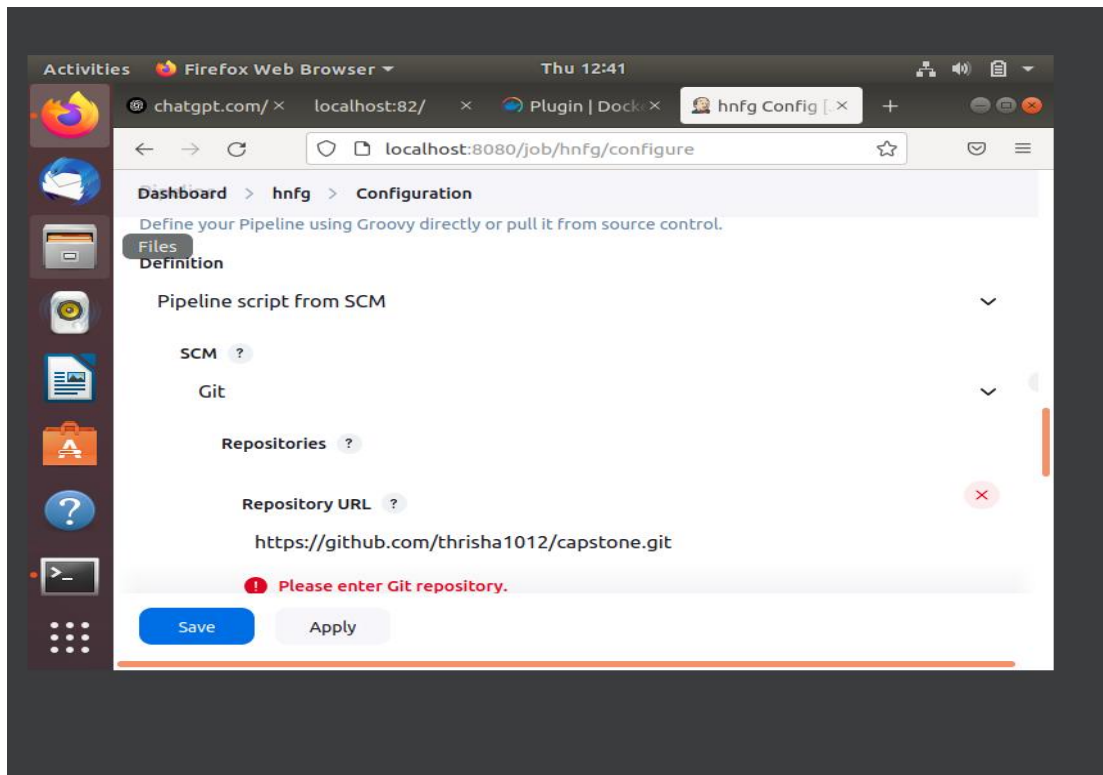 Activities Firefox Web Browser Thu 12:41
chatgpt.com/ × localhost:82/ × Plugin | Docke × hnfg Config [ × +
localhost:8080/job/hnfg/configure
Dashboard > hnfg > Configuration
Define your Pipeline using Groovy directly or pull it from source control.
Files
Definition
Pipeline script from SCM
SCM ?
Git
Repositories ?
Repository URL ?
https://github.com/thrisha1012/capstone.git
Please enter Git repository.
Save Apply